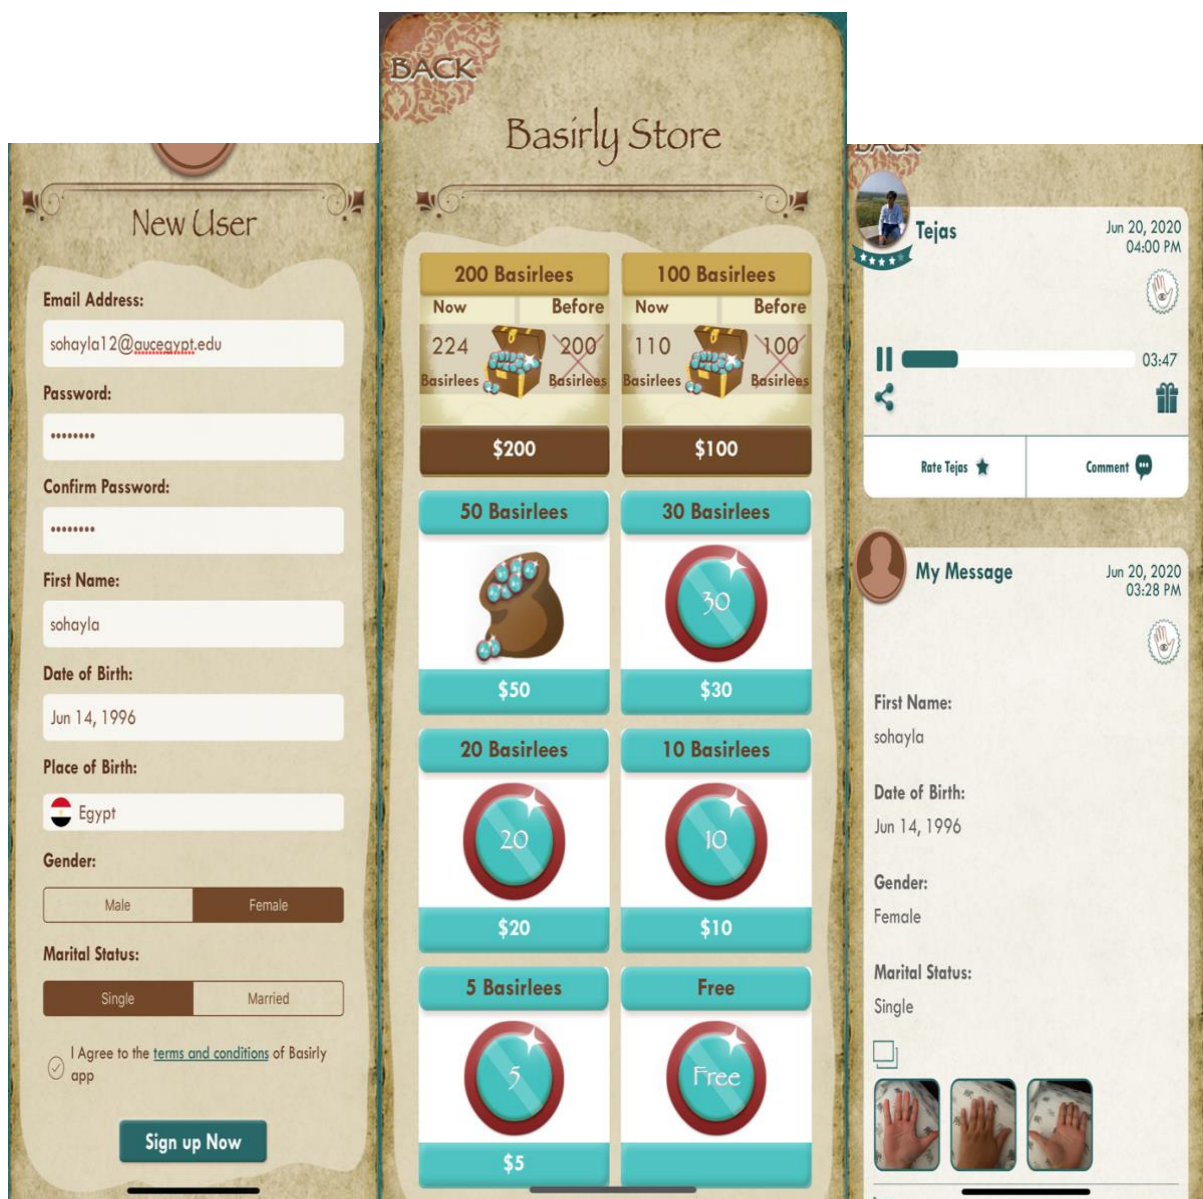 New User
Email Address:
sohayla12@aucegypt.edu
Password:
••••••••
Confirm Password:
••••••••
First Name:
sohayla
Date of Birth:
Jun 14, 1996
Place of Birth:
Egypt
Gender:
Male Female
Marital Status:
Single Married
I Agree to the terms and conditions of Basirly
app
Sign up Now
BACK
Basirly Store
200 Basirlees 100 Basirlees
Now Before Now Before
224 200 110 100
Basirlees Basirlees Basirlees Basirlees
$200 $100
50 Basirlees 30 Basirlees
30
$50 $30
20 Basirlees 10 Basirlees
20 10
$20 $10
5 Basirlees Free
5 Free
$5
BACK
Tejas Jun 20, 2020
04:00 PM
03:47
Rate Tejas Comment
My Message Jun 20, 2020
03:28 PM
First Name:
sohayla
Date of Birth:
Jun 14, 1996
Gender:
Female
Marital Status:
Single